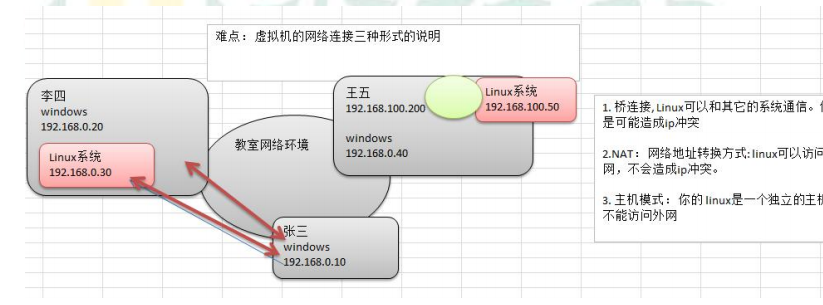 难点：虚拟机的网络连接三种形式的说明
李四
windows
192.168.0.20
Linux系统
192.168.0.30
教室网络环境
王五
192.168.100.200
windows
192.168.0.40
Linux系统
192.168.100.50
张三
windows
192.168.0.10
1. 桥连接,Linux可以和其它的系统通信。
是可能造成ip冲突
2.NAT：网络地址转换方式:linux可以访问
网，不会造成ip冲突。
3. 主机模式：你的linux是一个独立的主
不能访问外网